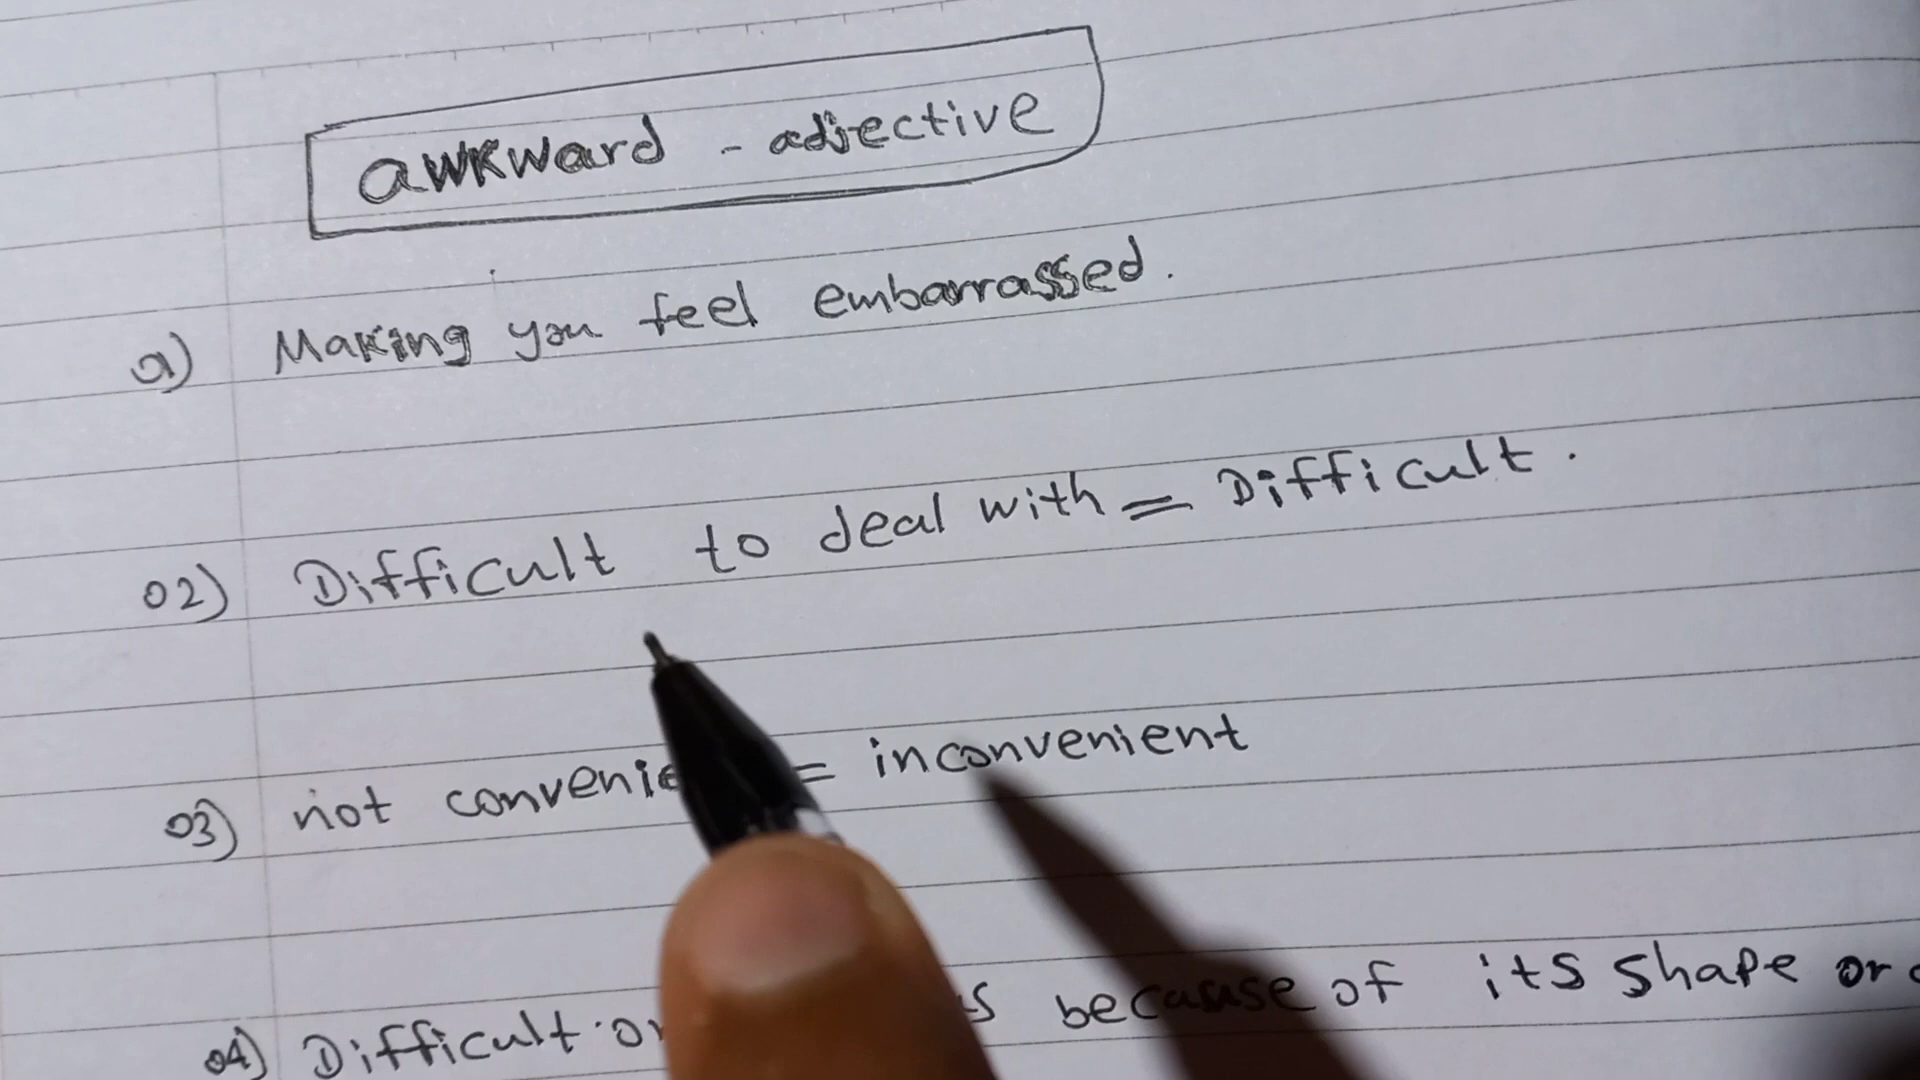 awkward - adjective
a) Making you feel embarrassed.
02) Difficult to deal with = Difficult.
03) not = inconvenient
04) Difficult because of its shape or